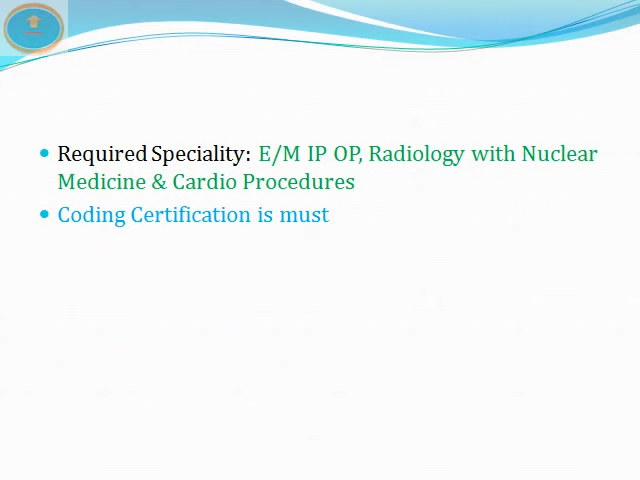 Required Speciality: E/M IP OP, Radiology with Nuclear
Medicine & Cardio Procedures
Coding Certification is must